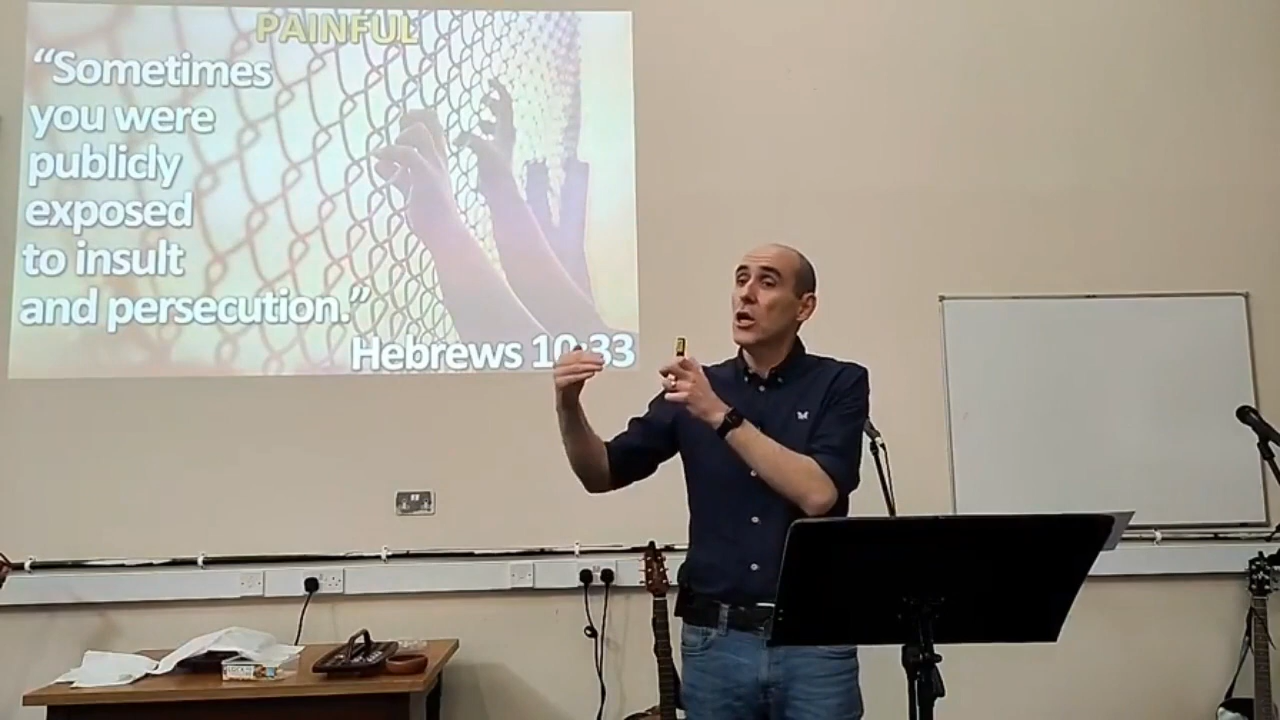 PAINFUL
“Sometimes
you were
publicly
exposed
to insult
and persecution.”
Hebrews 10:33